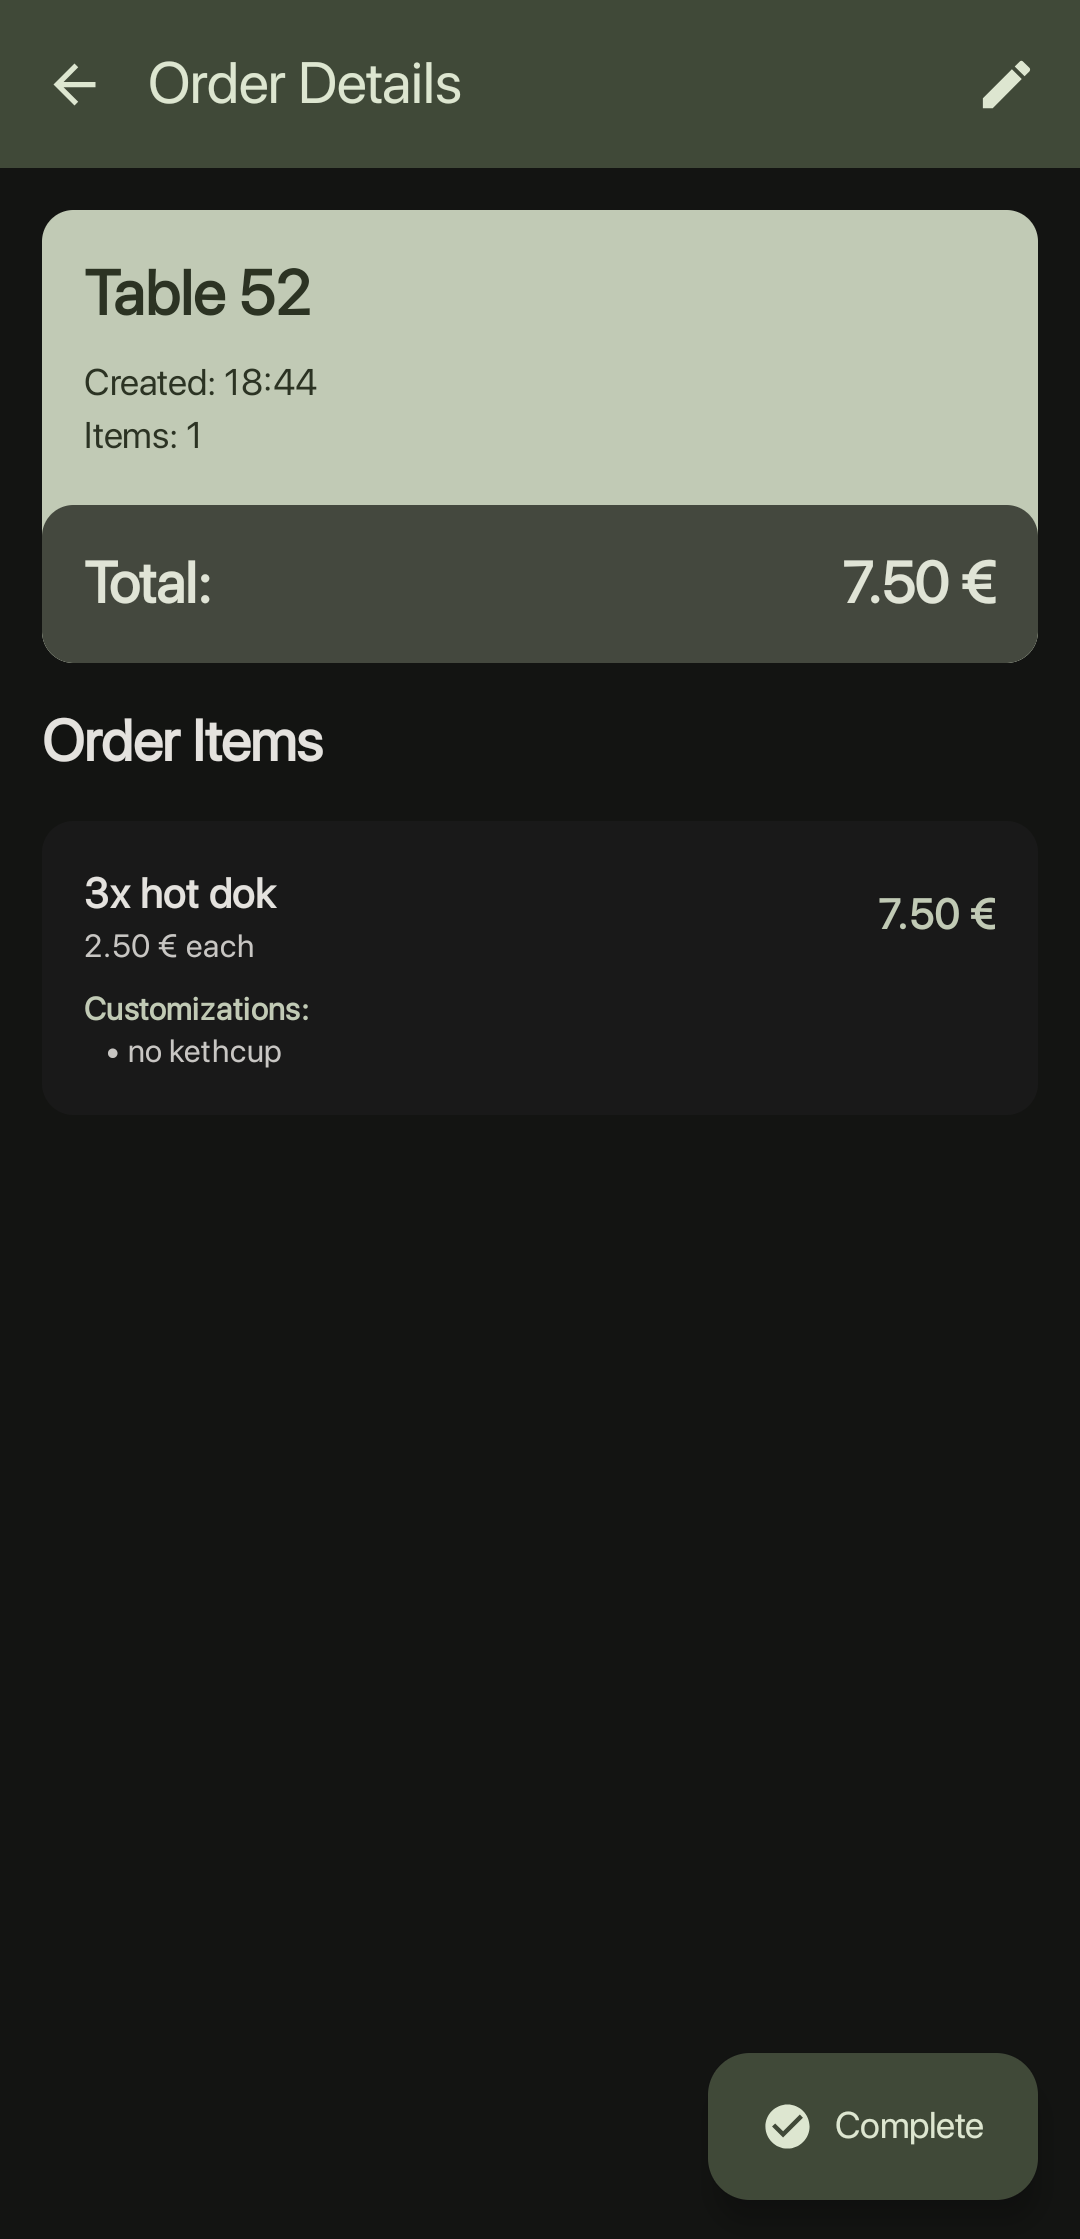 Order Details
Table 52
Created: 18:44
Items: 1
Total: 7.50 €
Order Items
3x hot dok
7.50 €
2.50 € each
Customizations:
• no kethcup
Complete